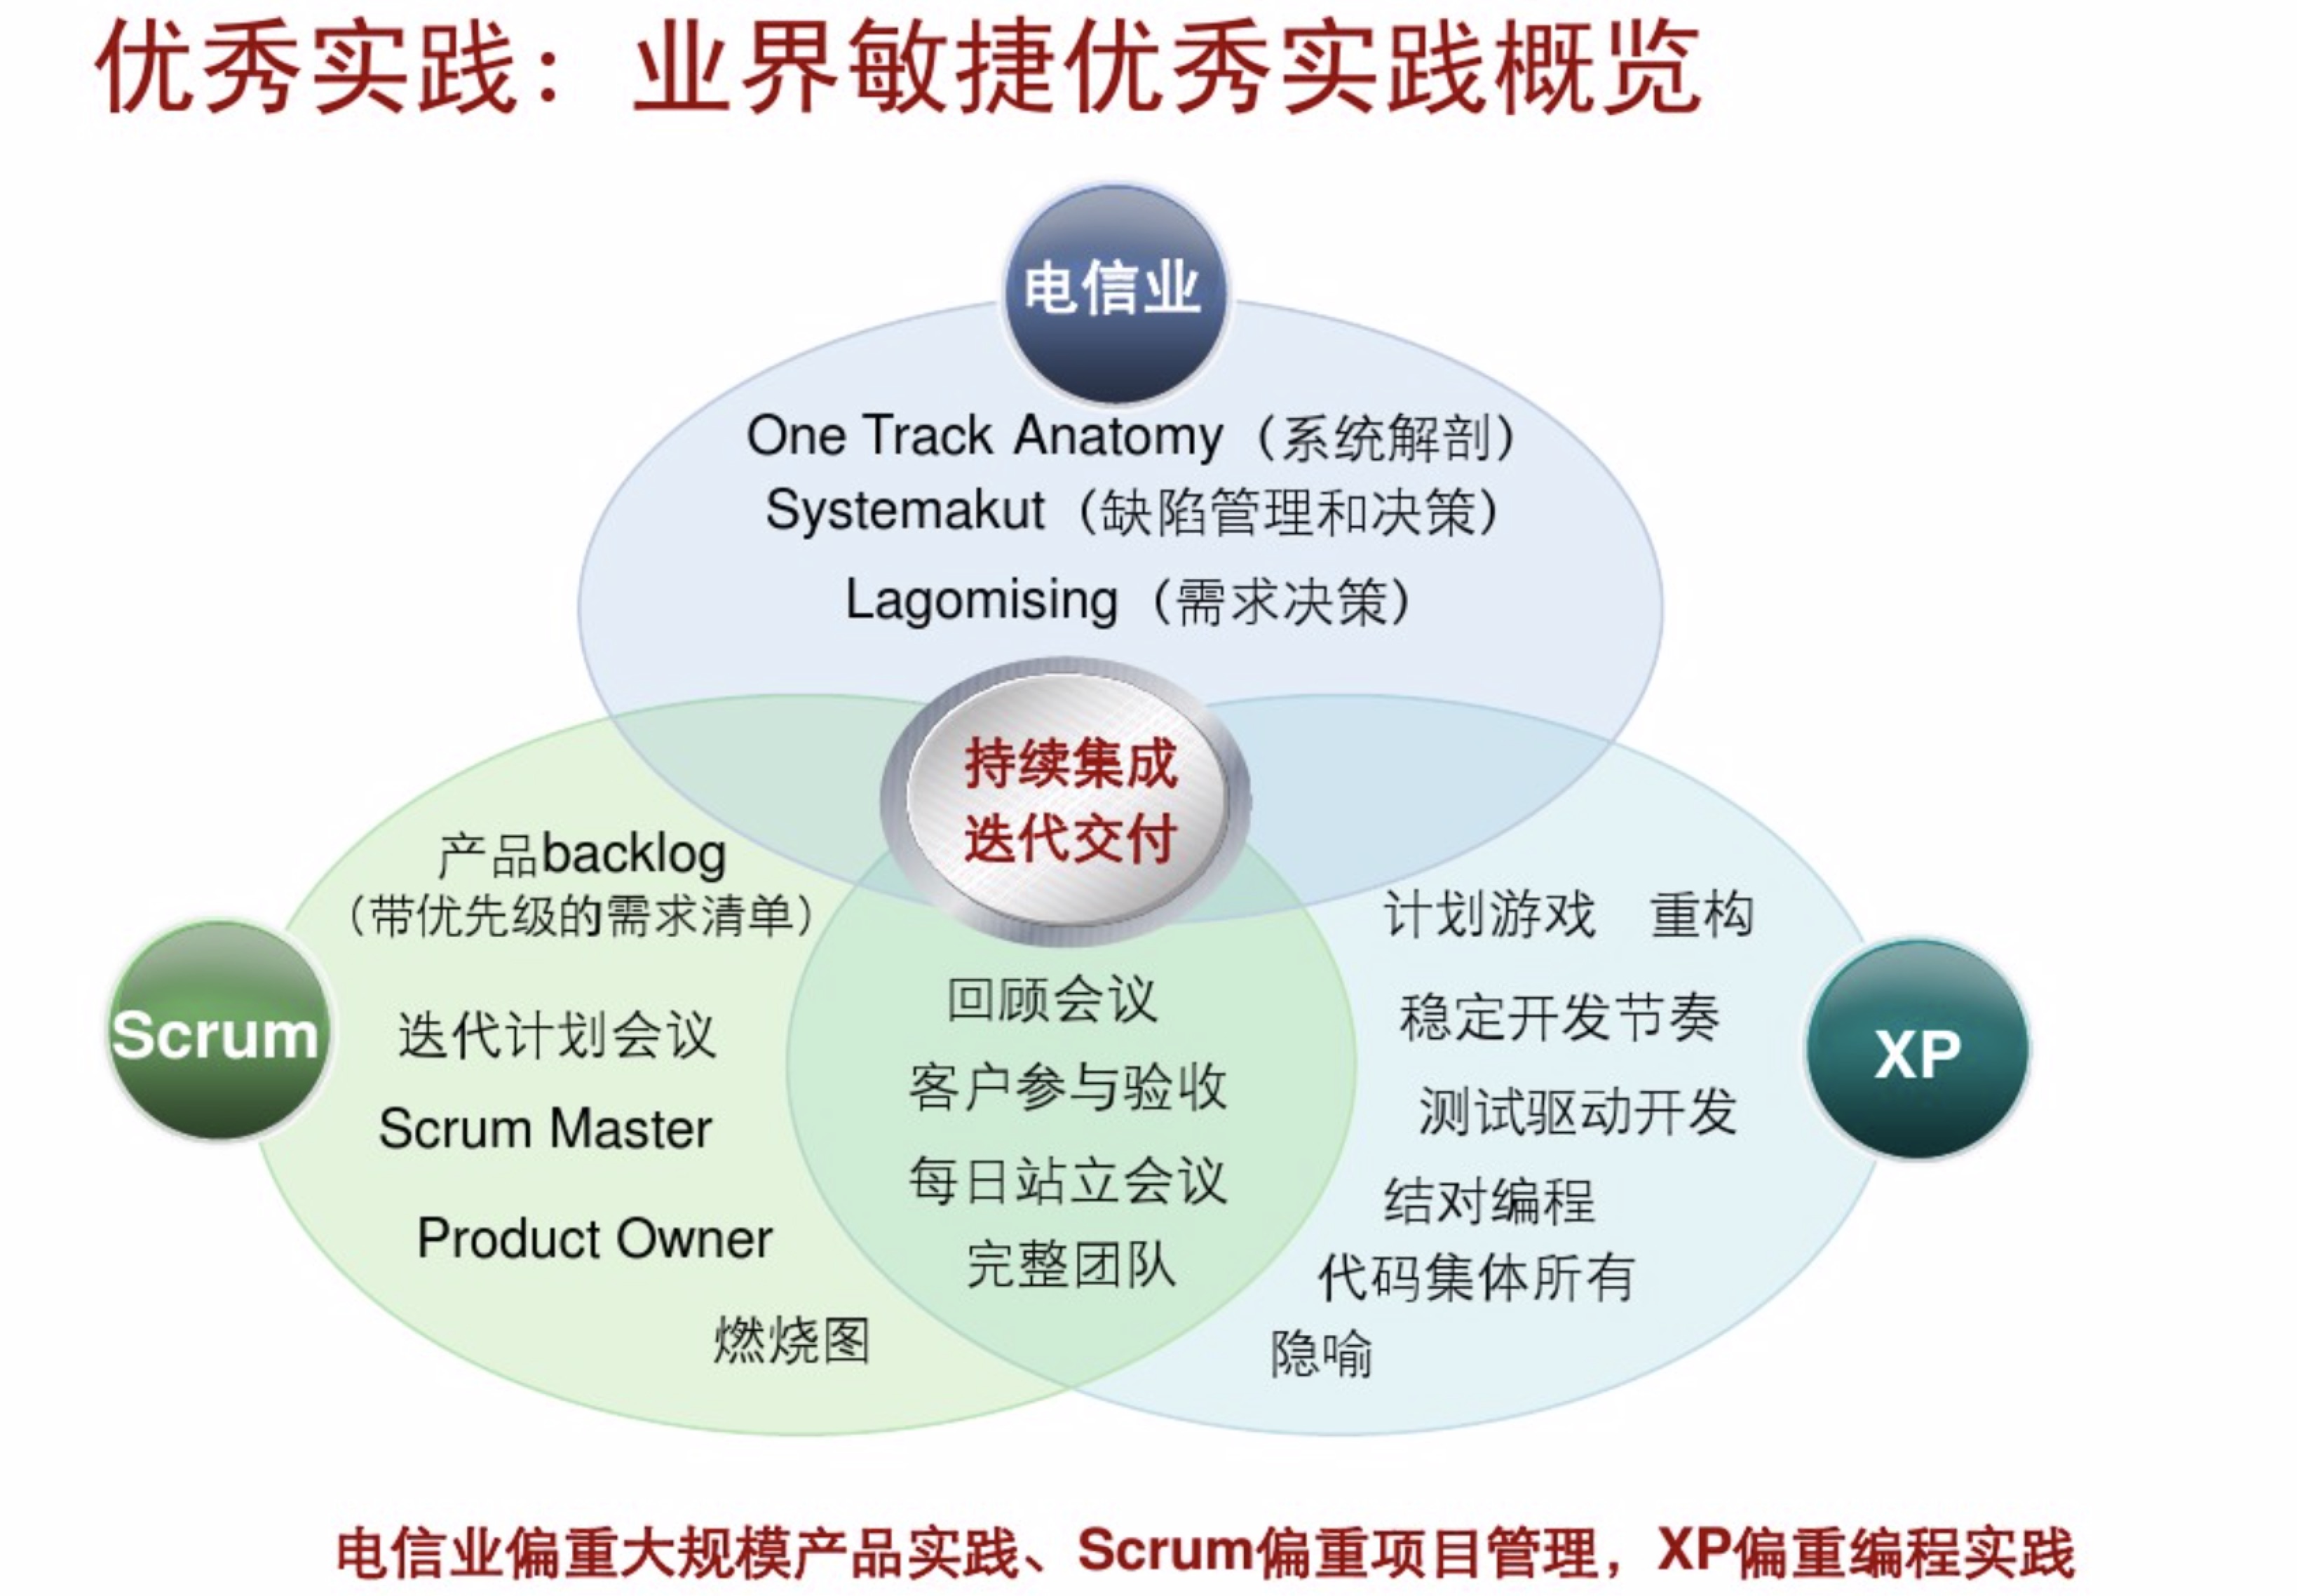 优秀实践：业界敏捷优秀实践概览
电信业
One Track Anatomy（系统解剖）
Systemakut（缺陷管理和决策）
Lagomising（需求决策）
持续集成
迭代交付
Scrum
产品backlog
（带优先级的需求清单）
迭代计划会议
Scrum Master
Product Owner
燃烧图
回顾会议
客户参与验收
每日站立会议
完整团队
计划游戏 重构
稳定开发节奏
测试驱动开发
结对编程
代码集体所有
隐喻
XP
电信业偏重大规模产品实践、Scrum偏重项目管理，XP偏重编程实践